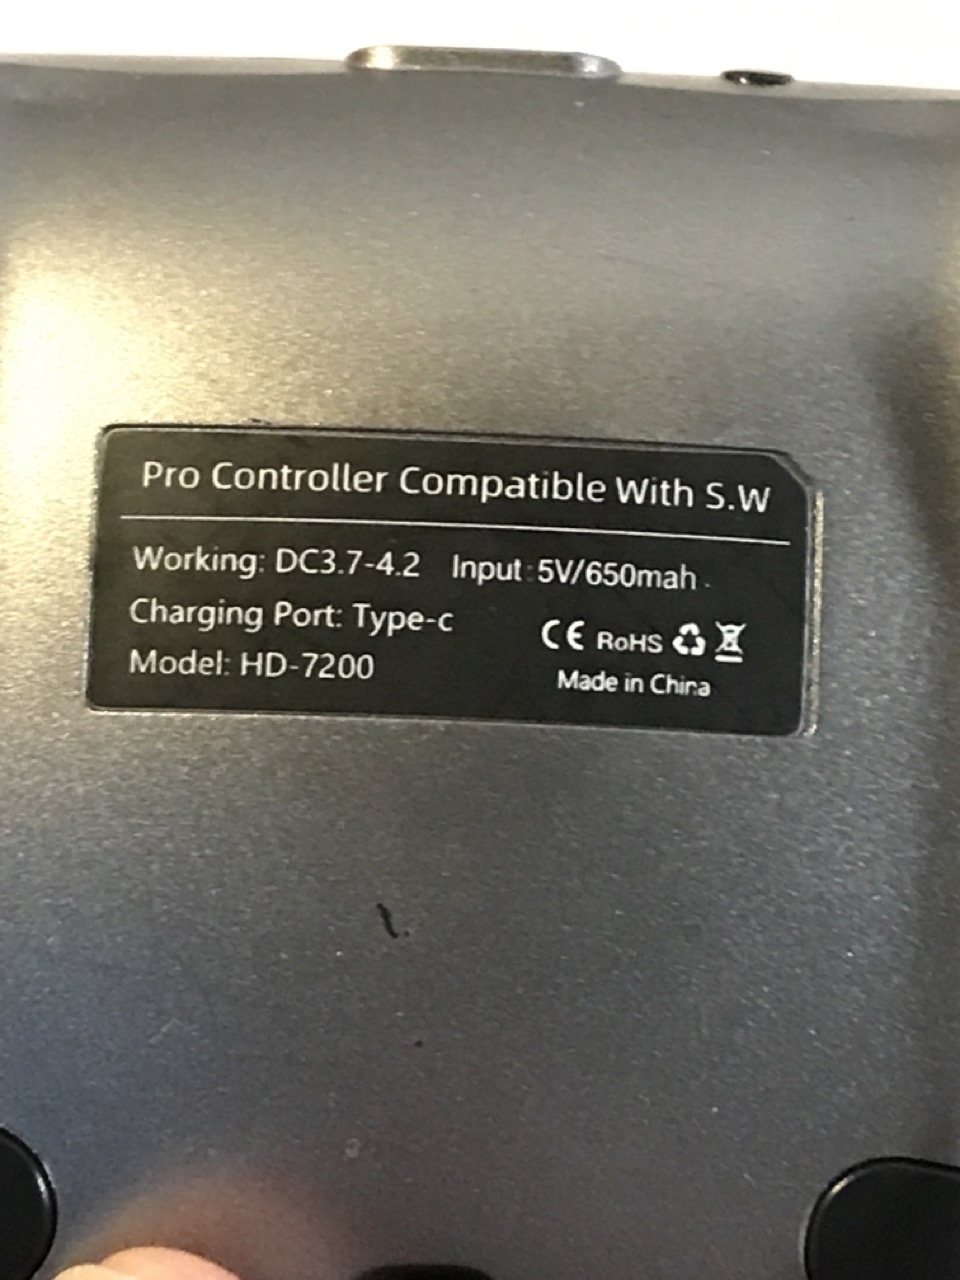 Pro Controller Compatible With S.W
Working: DC3.7-4.2 Input: 5V/650mah
Charging Port: Type-c
Model: HD-7200
CE RoHS
Made in China